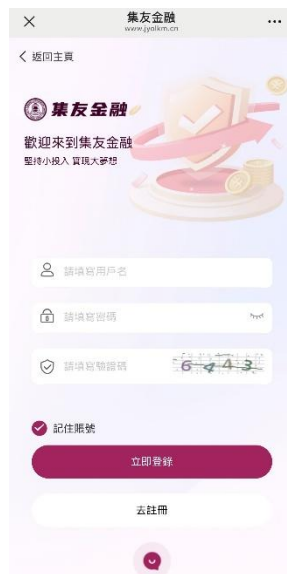 集友金融
www.jyolkm.cn
返回主頁
集友金融
歡迎來到集友金融
堅持小投入 實現大夢想
請填寫用戶名
請填寫密碼
請填寫驗證碼
6443
記住賬號
立即登錄
去註冊